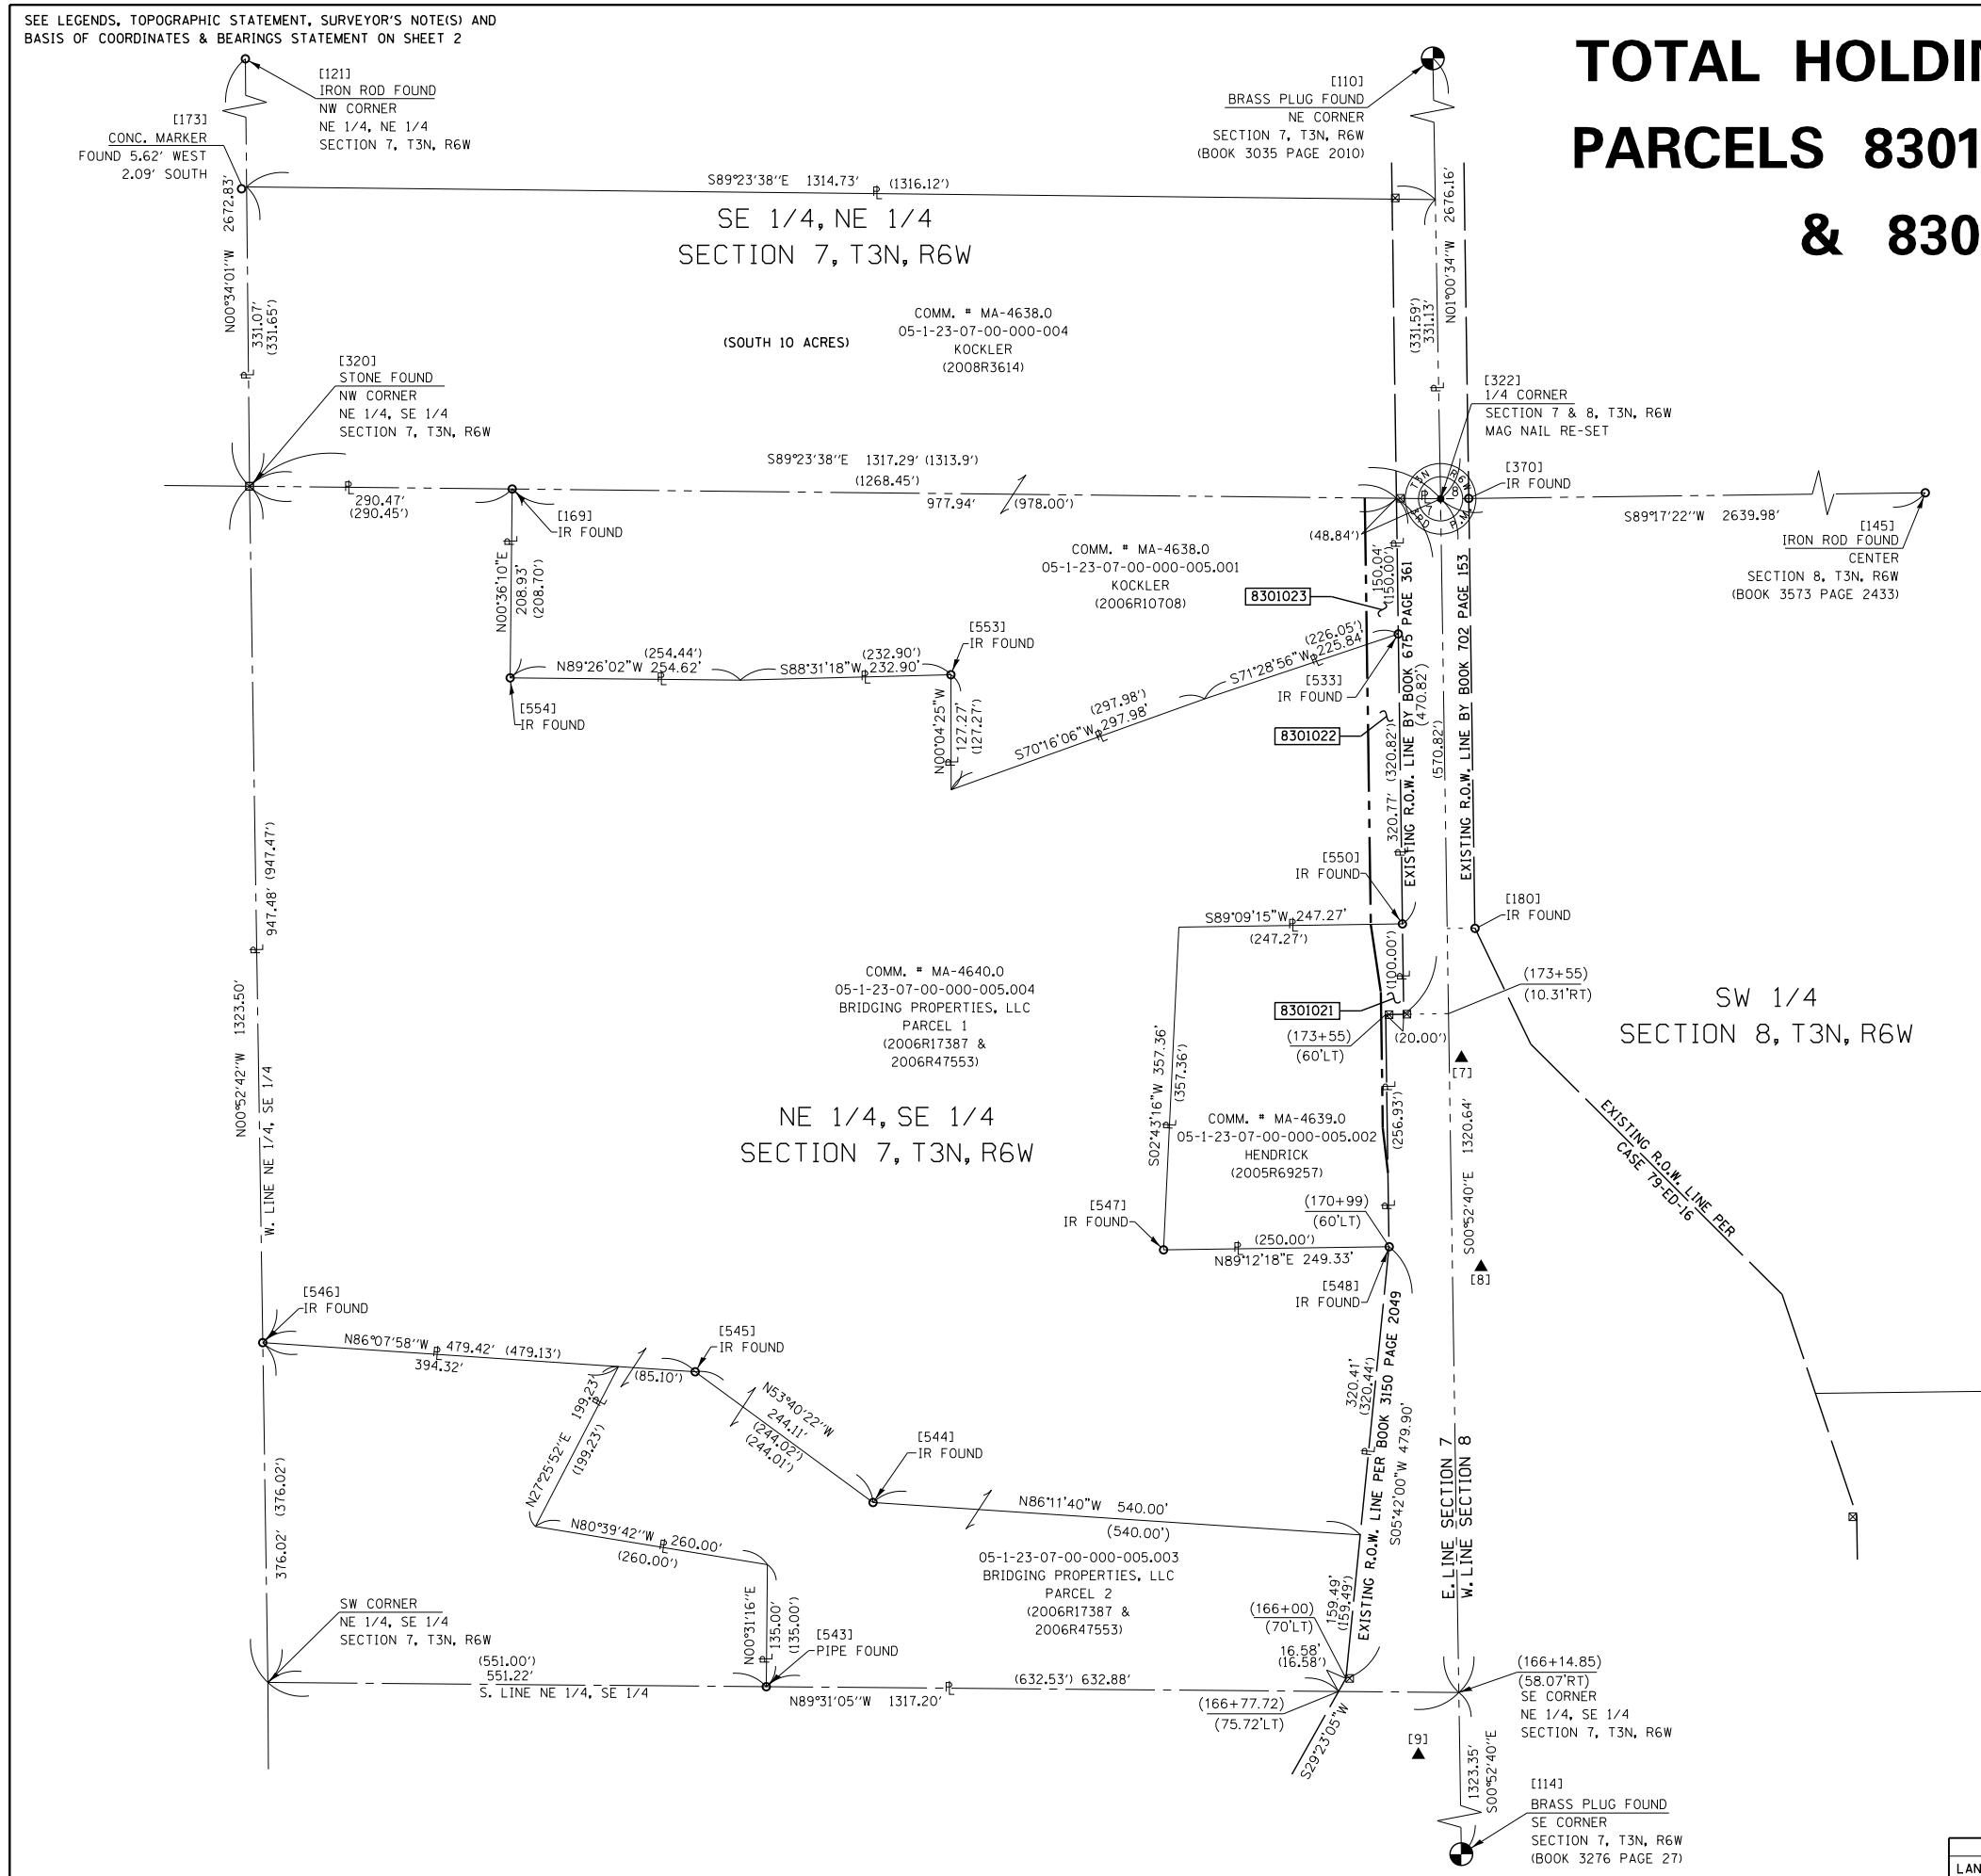 SEE LEGENDS, TOPOGRAPHIC STATEMENT, SURVEYOR'S NOTE(S) AND
BASIS OF COORDINATES & BEARINGS STATEMENT ON SHEET 2
TOTAL HOLDIN
PARCELS 8301
& 830
[121]
IRON ROD FOUND
NW CORNER
NE 1/4, NE 1/4
SECTION 7, T3N, R6W
[173]
CONC. MARKER
FOUND 5.62' WEST
2.09' SOUTH
[110]
BRASS PLUG FOUND
NE CORNER
SECTION 7, T3N, R6W
(BOOK 3035 PAGE 2010)
S89°23'38"E 1314.73' (1316.12')
SE 1/4, NE 1/4
SECTION 7, T3N, R6W
N00°34'01"W 2672.83'
331.07'
(331.65')
N01°00'34"W 2676.16'
(331.59')
331.13'
COMM. # MA-4638.0
05-1-23-07-00-000-004
KOCKLER
(2008R3614)
(SOUTH 10 ACRES)
[320]
STONE FOUND
NW CORNER
NE 1/4, SE 1/4
SECTION 7, T3N, R6W
[322]
1/4 CORNER
SECTION 7 & 8, T3N, R6W
MAG NAIL RE-SET
[370]
IR FOUND
T3N R6W
7 8
3RD P.M.
S89°23'38"E 1317.29' (1313.9')
(1268.45')
977.94' (978.00')
290.47'
(290.45')
S89°17'22"W 2639.98'
[145]
IRON ROD FOUND
CENTER
SECTION 8, T3N, R6W
(BOOK 3573 PAGE 2433)
[169]
IR FOUND
(48.84')
COMM. # MA-4638.0
05-1-23-07-00-000-005.001
KOCKLER
(2006R10708)
8301023
150.04'
(150.00')
N00°36'10"E
208.93'
(208.70')
[553]
IR FOUND
(254.44')
N89°26'02"W 254.62'
(232.90')
S88°31'18"W 232.90'
[554]
IR FOUND
N00°04'25"W
127.27'
(127.27')
(226.05')
S71°28'56"W 225.84'
(297.98')
S70°16'06"W 297.98'
[533]
IR FOUND
8301022
EXISTING R.O.W. LINE BY BOOK 675 PAGE 361
(470.82')
(570.82')
EXISTING R.O.W. LINE BY BOOK 702 PAGE 153
320.77' (320.82')
947.48' (947.47')
[550]
IR FOUND
[180]
IR FOUND
S89°09'15"W 247.27'
(247.27')
(100.00')
8301021
(173+55)
(60'LT)
(20.00')
(173+55)
(10.31'RT)
SW 1/4
SECTION 8, T3N, R6W
COMM. # MA-4640.0
05-1-23-07-00-000-005.004
BRIDGING PROPERTIES, LLC
PARCEL 1
(2006R17387 &
2006R47553)
N00°52'42"W 1323.50'
W. LINE NE 1/4, SE 1/4
NE 1/4, SE 1/4
SECTION 7, T3N, R6W
S02°43'16"W 357.36'
(357.36')
COMM. # MA-4639.0
05-1-23-07-00-000-005.002
HENDRICK
(2005R69257)
(256.93')
[7]
[8]
S00°52'40"E 1320.64'
EXISTING R.O.W. LINE PER
CASE 79-ED-16
(170+99)
(60'LT)
[547]
IR FOUND
(250.00')
N89°12'18"E 249.33'
[548]
IR FOUND
[546]
IR FOUND
[545]
IR FOUND
N86°07'58"W 479.42' (479.13')
394.32'
(85.10')
N53°40'22"W
244.11'
(244.02')
(244.01')
[544]
IR FOUND
N27°25'52"E 199.23'
(199.23')
N80°39'42"W 260.00'
(260.00')
N86°11'40"W 540.00'
(540.00')
320.41'
(320.44')
EXISTING R.O.W. LINE PER BOOK 3150 PAGE 2049
S05°42'00"W 479.90'
E. LINE SECTION 7
W. LINE SECTION 8
376.02' (376.02')
05-1-23-07-00-000-005.003
BRIDGING PROPERTIES, LLC
PARCEL 2
(2006R17387 &
2006R47553)
159.49'
(159.49')
N00°31'16"E
135.00'
(135.00')
[543]
PIPE FOUND
SW CORNER
NE 1/4, SE 1/4
SECTION 7, T3N, R6W
(551.00')
551.22'
S. LINE NE 1/4, SE 1/4
(632.53') 632.88'
N89°31'05"W 1317.20'
(166+00)
(70'LT)
16.58'
(16.58')
(166+77.72)
(75.72'LT)
S29°23'05"W
(166+14.85)
(58.07'RT)
SE CORNER
NE 1/4, SE 1/4
SECTION 7, T3N, R6W
[9]
1323.35'
S00°52'40"E
[114]
BRASS PLUG FOUND
SE CORNER
SECTION 7, T3N, R6W
(BOOK 3276 PAGE 27)
LAN